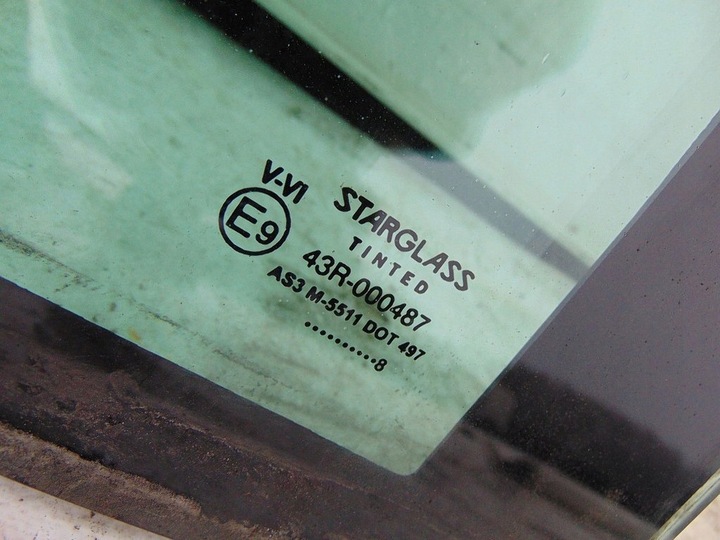 V-VI
STARGLASS
E9
TINTED
43R-000487
AS3 M-5511 DOT 497
..........8